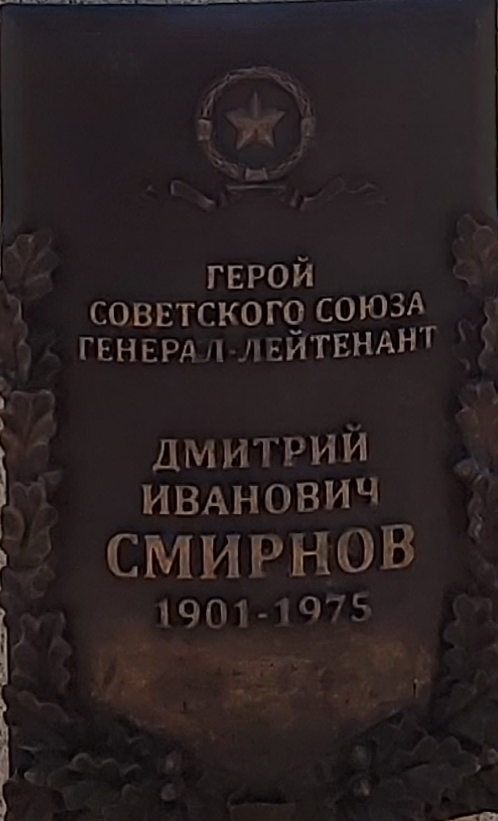 ГЕРОЙ
СОВЕТСКОГО СОЮЗА
ГЕНЕРАЛ-ЛЕЙТЕНАНТ
ДМИТРИЙ
ИВАНОВИЧ
СМИРНОВ
1901-1975